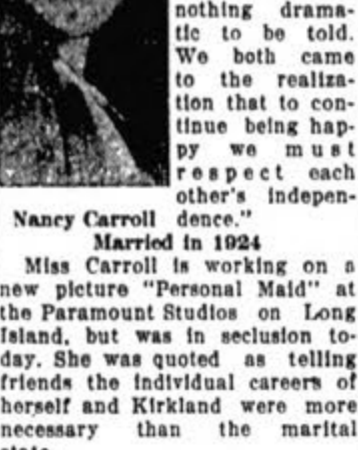 nothing drama-
tic to be told.
We both came
to the realiza-
tion that to con-
tinue being hap-
py we must
respect each
other's indepen-
Nancy Carroll dence."
Married in 1924
Miss Carroll is working on a
new picture "Personal Maid" at
the Paramount Studios on Long
Island, but was in seclusion to-
day. She was quoted as telling
friends the individual careers of
herself and Kirkland were more
necessary than the marital